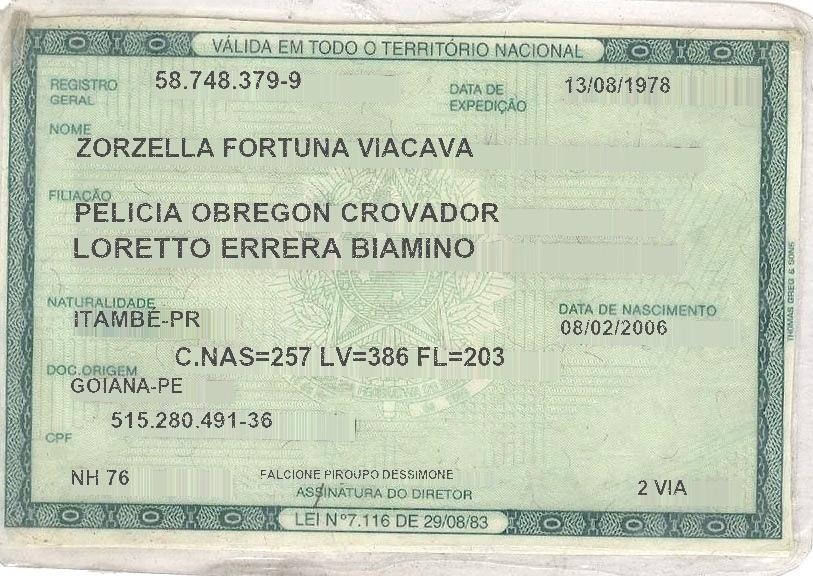 VÁLIDA EM TODO O TERRITÓRIO NACIONAL
REGISTRO GERAL 58.748.379-9 DATA DE EXPEDIÇÃO 13/08/1978
NOME
ZORZELLA FORTUNA VIACAVA
FILIAÇÃO
PELICIA OBREGON CROVADOR
LORETTO ERRERA BIAMINO
NATURALIDADE DATA DE NASCIMENTO
ITAMBÉ-PR 08/02/2006
C.NAS=257 LV=386 FL=203
DOC.ORIGEM
GOIANA-PE
515.280.491-36
CPF
NH 76 FALCIONE PIROUPO DESSIMONE 2 VIA
ASSINATURA DO DIRETOR
LEI Nº7.116 DE 29/08/83
THOMAS GREG & SONS